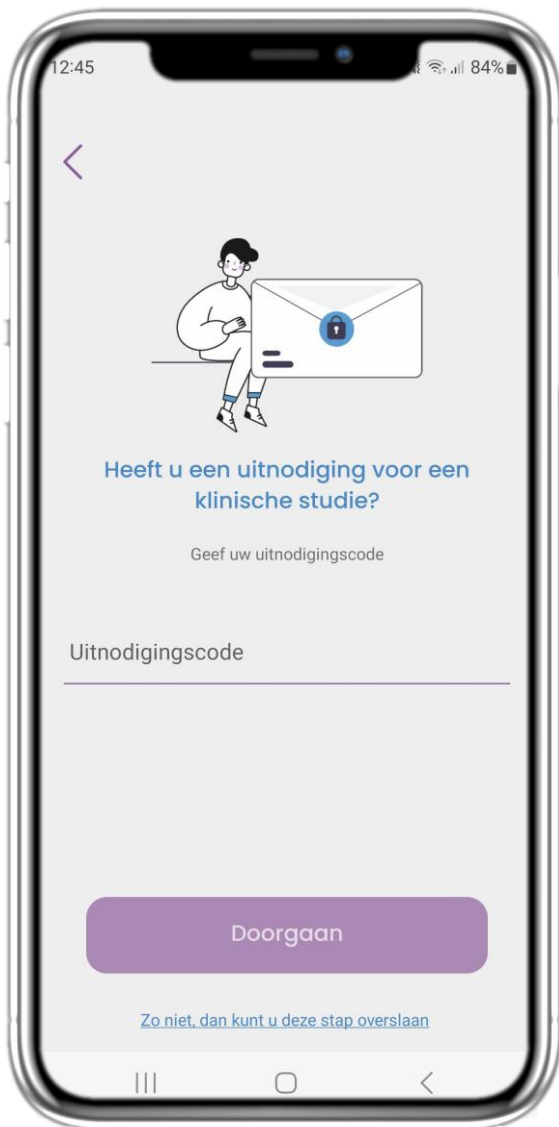 12:45
84%
Heeft u een uitnodiging voor een
klinische studie?
Geef uw uitnodigingscode
Uitnodigingscode
Doorgaan
Zo niet, dan kunt u deze stap overslaan